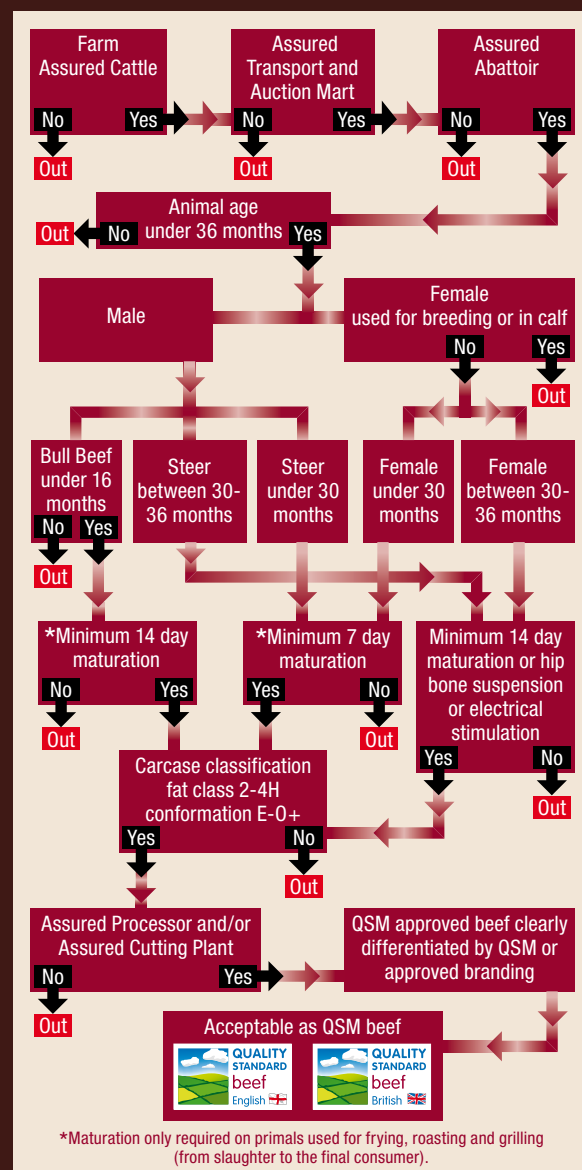 Farm
Assured Cattle
No
Yes
Out
Assured
Transport and
Auction Mart
No
Yes
Out
Assured
Abattoir
No
Yes
Out
Animal age
under 36 months
Out
No
Yes
Male
Female
used for breeding or in calf
No
Yes
Out
Bull Beef
under 16
months
No
Yes
Out
Steer
between 30-
36 months
Steer
under 30
months
Female
under 30
months
Female
between 30-
36 months
*Minimum 14 day
maturation
No
Yes
Out
*Minimum 7 day
maturation
Yes
No
Out
Minimum 14 day
maturation or hip
bone suspension
or electrical
stimulation
Yes
No
Out
Carcase classification
fat class 2-4H
conformation E-O+
Yes
No
Out
Assured Processor and/or
Assured Cutting Plant
No
Yes
Out
QSM approved beef clearly
differentiated by QSM or
approved branding
Acceptable as QSM beef
QUALITY
STANDARD
beef
English
QUALITY
STANDARD
beef
British
*Maturation only required on primals used for frying, roasting and grilling
(from slaughter to the final consumer).